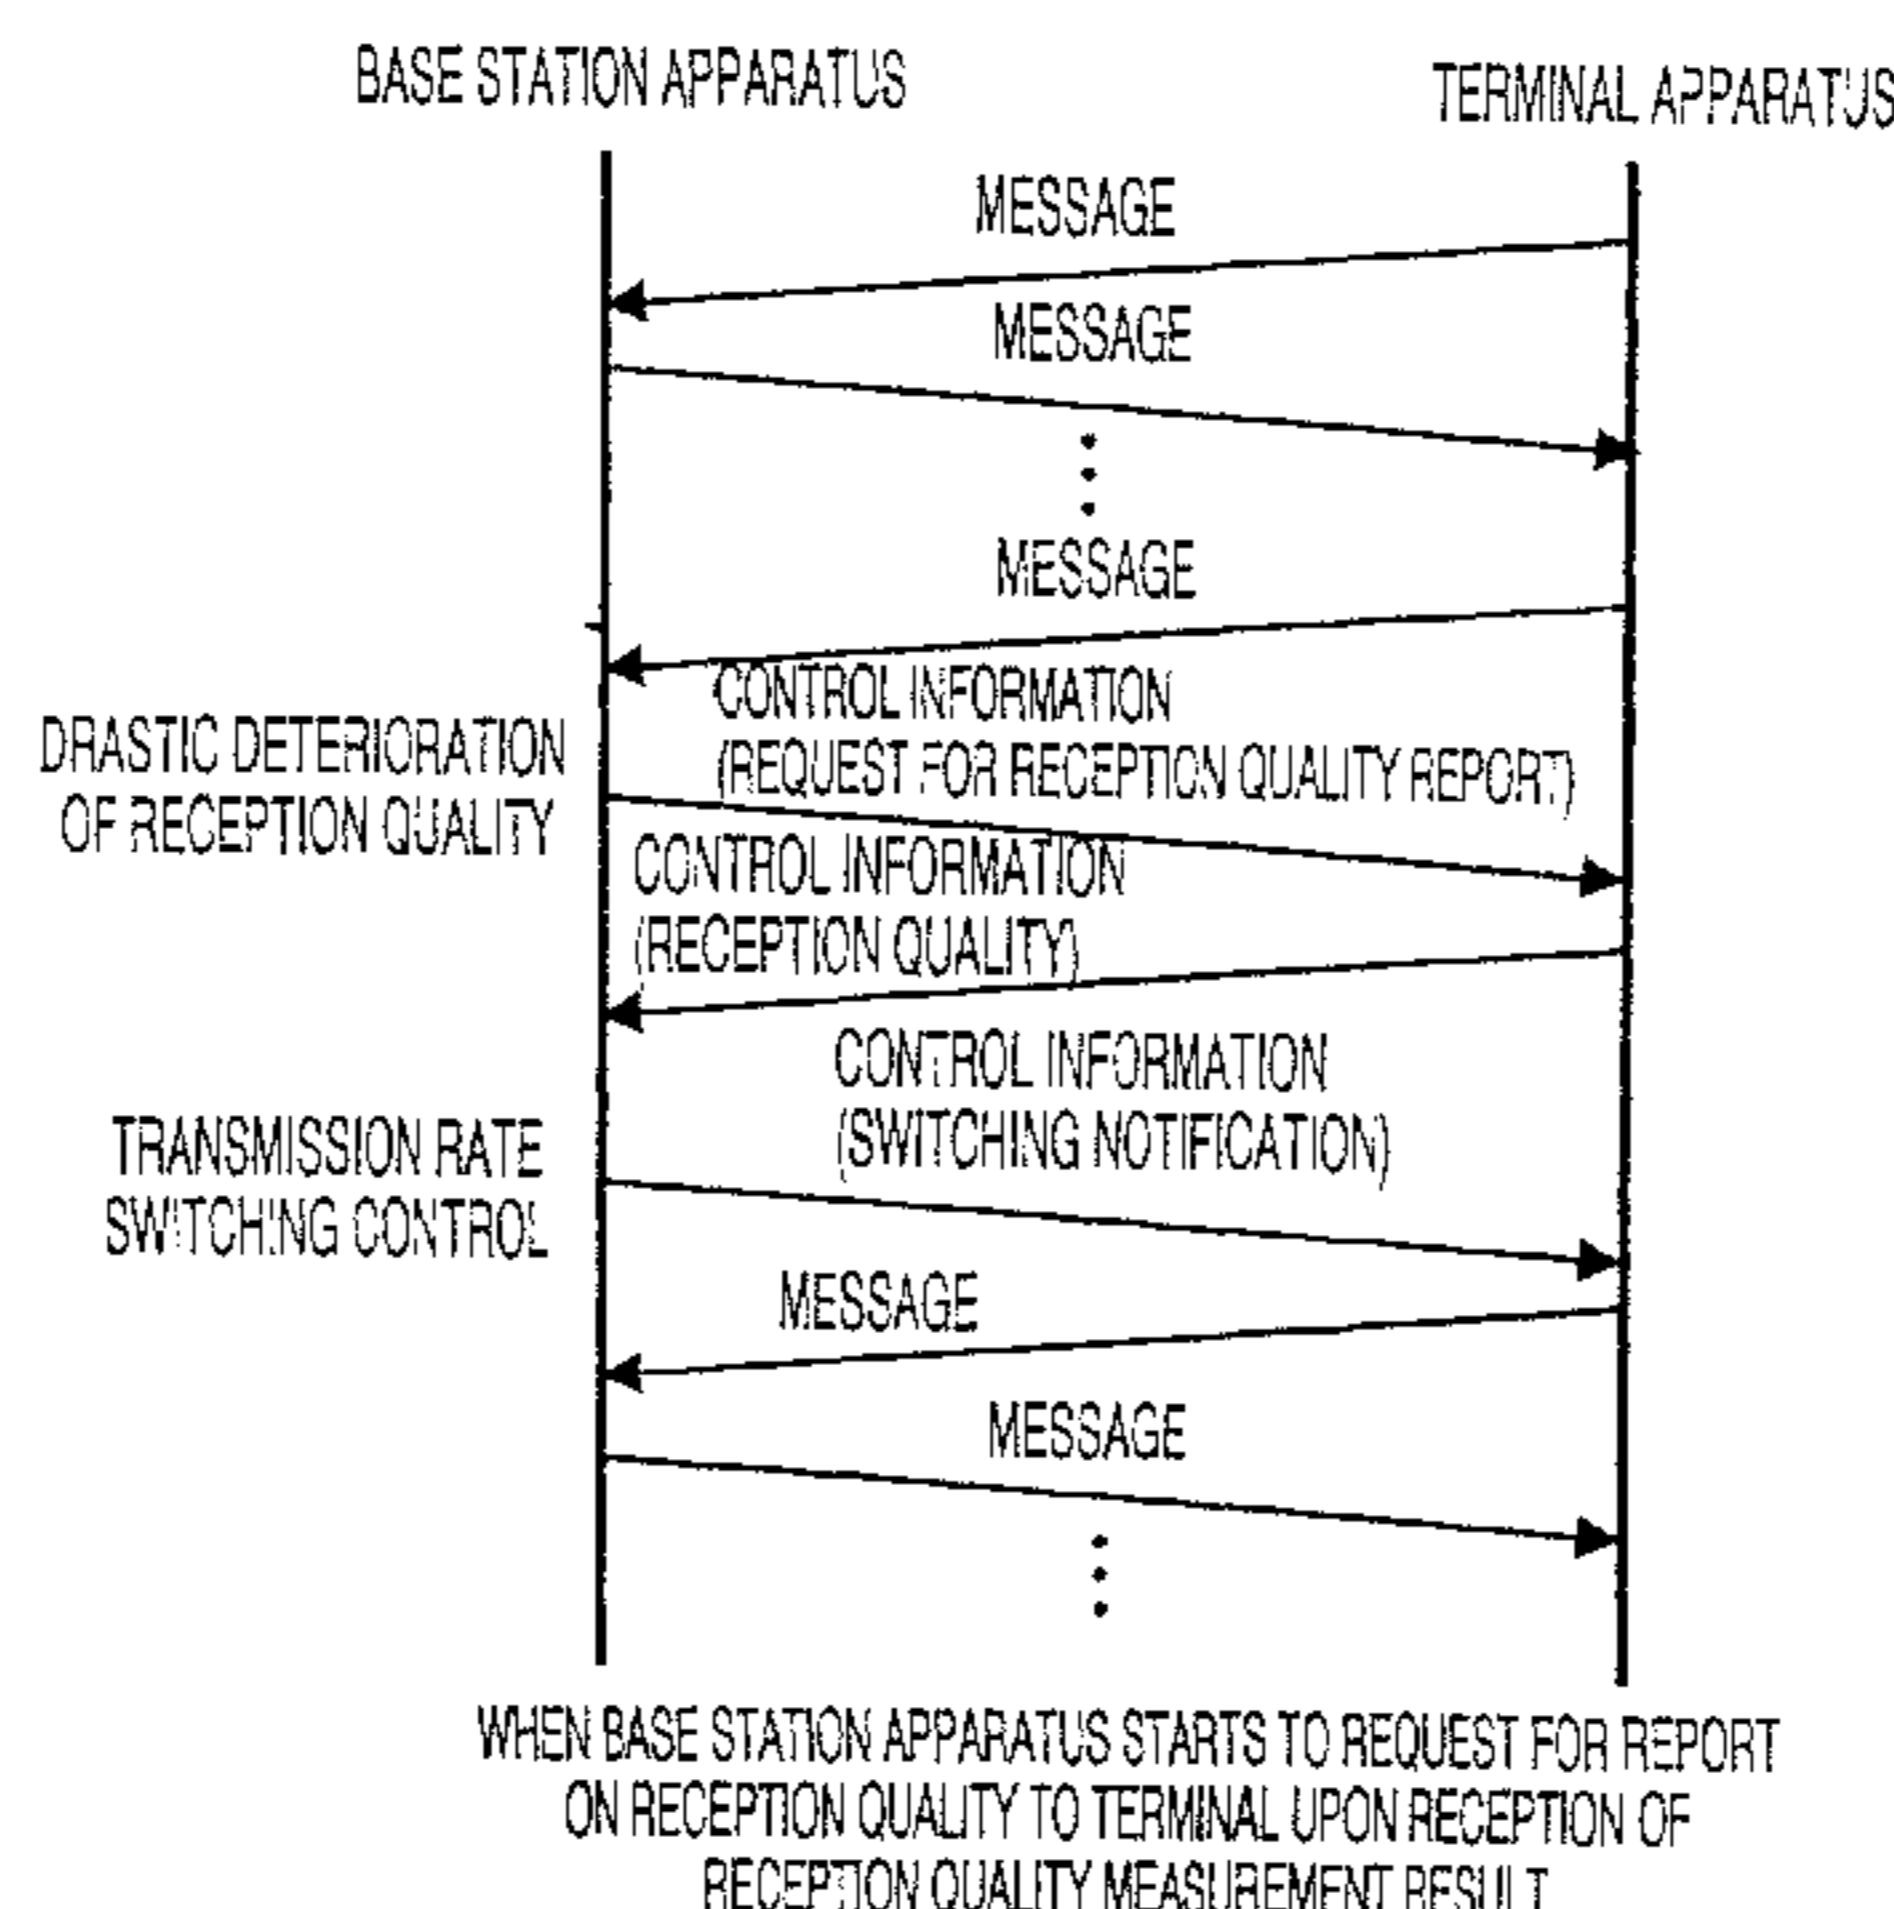 BASE STATION APPARATUS
TERMINAL APPARATUS
MESSAGE
MESSAGE
MESSAGE
CONTROL INFORMATION
(REQUEST FOR RECEPTION QUALITY REPORT)
DRASTIC DETERIORATION
OF RECEPTION QUALITY
CONTROL INFORMATION
(RECEPTION QUALITY)
CONTROL INFORMATION
(SWITCHING NOTIFICATION)
TRANSMISSION RATE
SWITCHING CONTROL
MESSAGE
MESSAGE
WHEN BASE STATION APPARATUS STARTS TO REQUEST FOR REPORT
ON RECEPTION QUALITY TO TERMINAL UPON RECEPTION OF
RECEPTION QUALITY MEASUREMENT RESULT